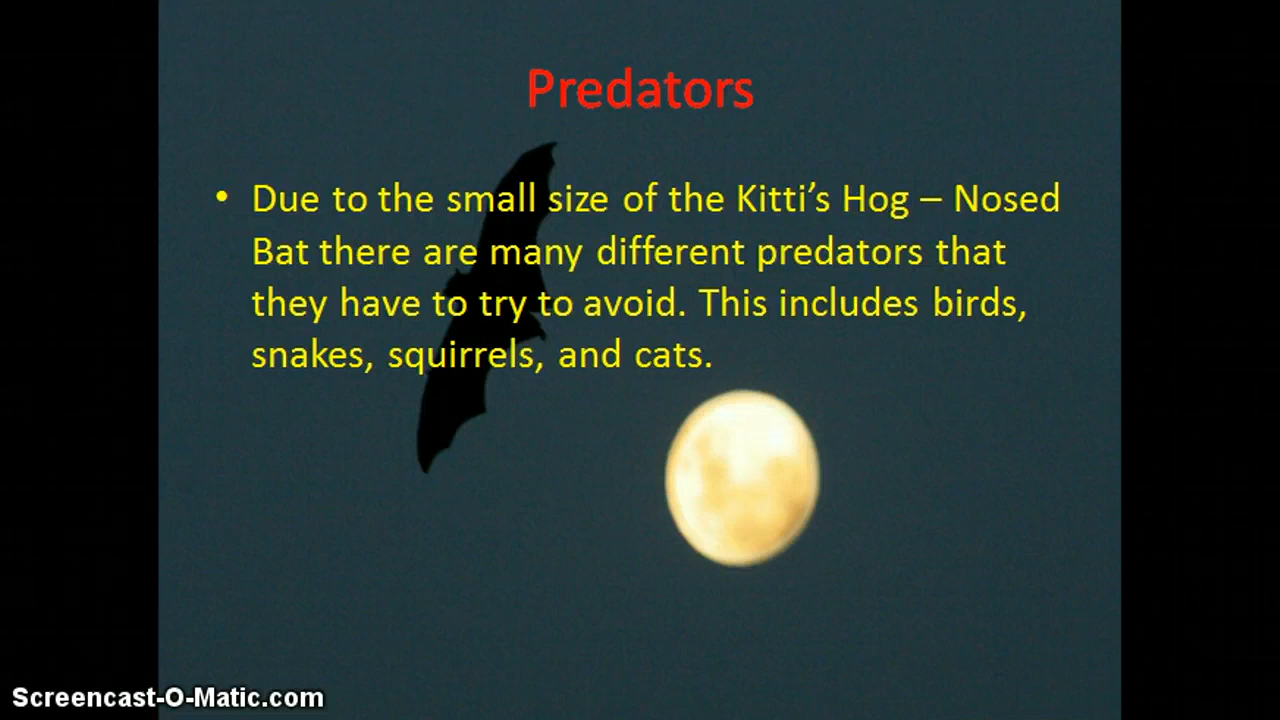 Predators
• Due to the small size of the Kitti’s Hog – Nosed
Bat there are many different predators that
they have to try to avoid. This includes birds,
snakes, squirrels, and cats.
Screencast-O-Matic.com